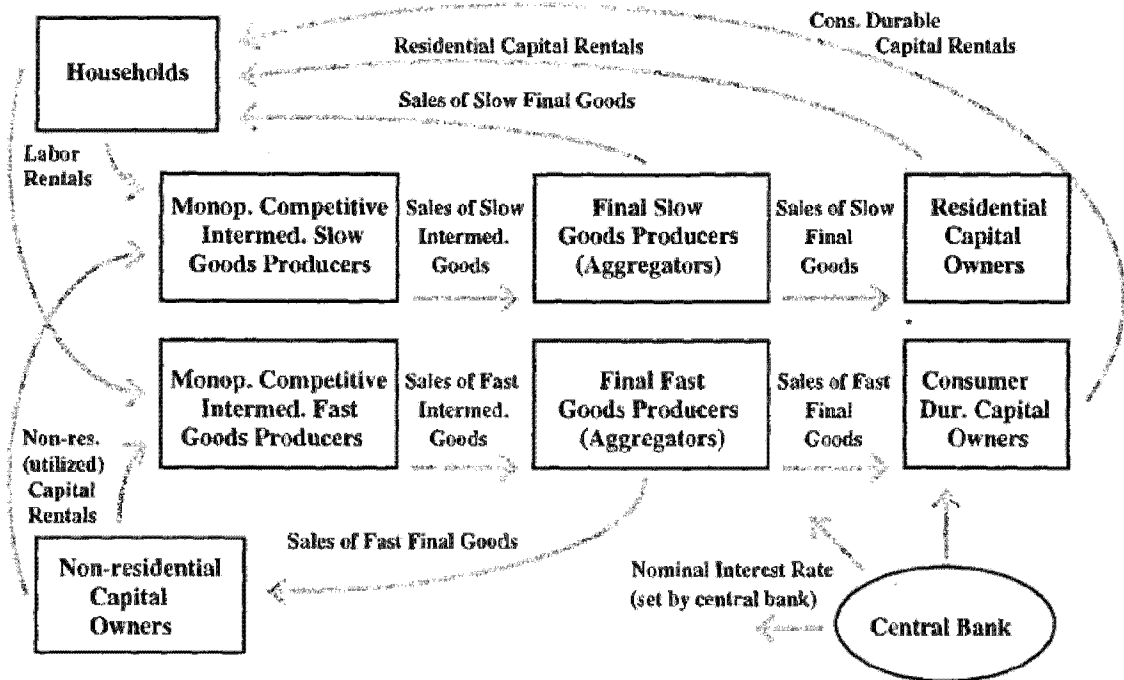 Cons. Durable
Capital Rentals
Residential Capital Rentals
Households
Sales of Slow Final Goods
Labor
Rentals
Monop. Competitive
Intermed. Slow
Goods Producers
Sales of Slow
Intermed.
Goods
Final Slow
Goods Producers
(Aggregators)
Sales of Slow
Final
Goods
Residential
Capital
Owners
Monop. Competitive
Intermed. Fast
Goods Producers
Sales of Fast
Intermed.
Goods
Final Fast
Goods Producers
(Aggregators)
Sales of Fast
Final
Goods
Consumer
Dur. Capital
Owners
Non-res.
(utilized)
Capital
Rentals
Sales of Fast Final Goods
Non-residential
Capital
Owners
Nominal Interest Rate
(set by central bank)
Central Bank